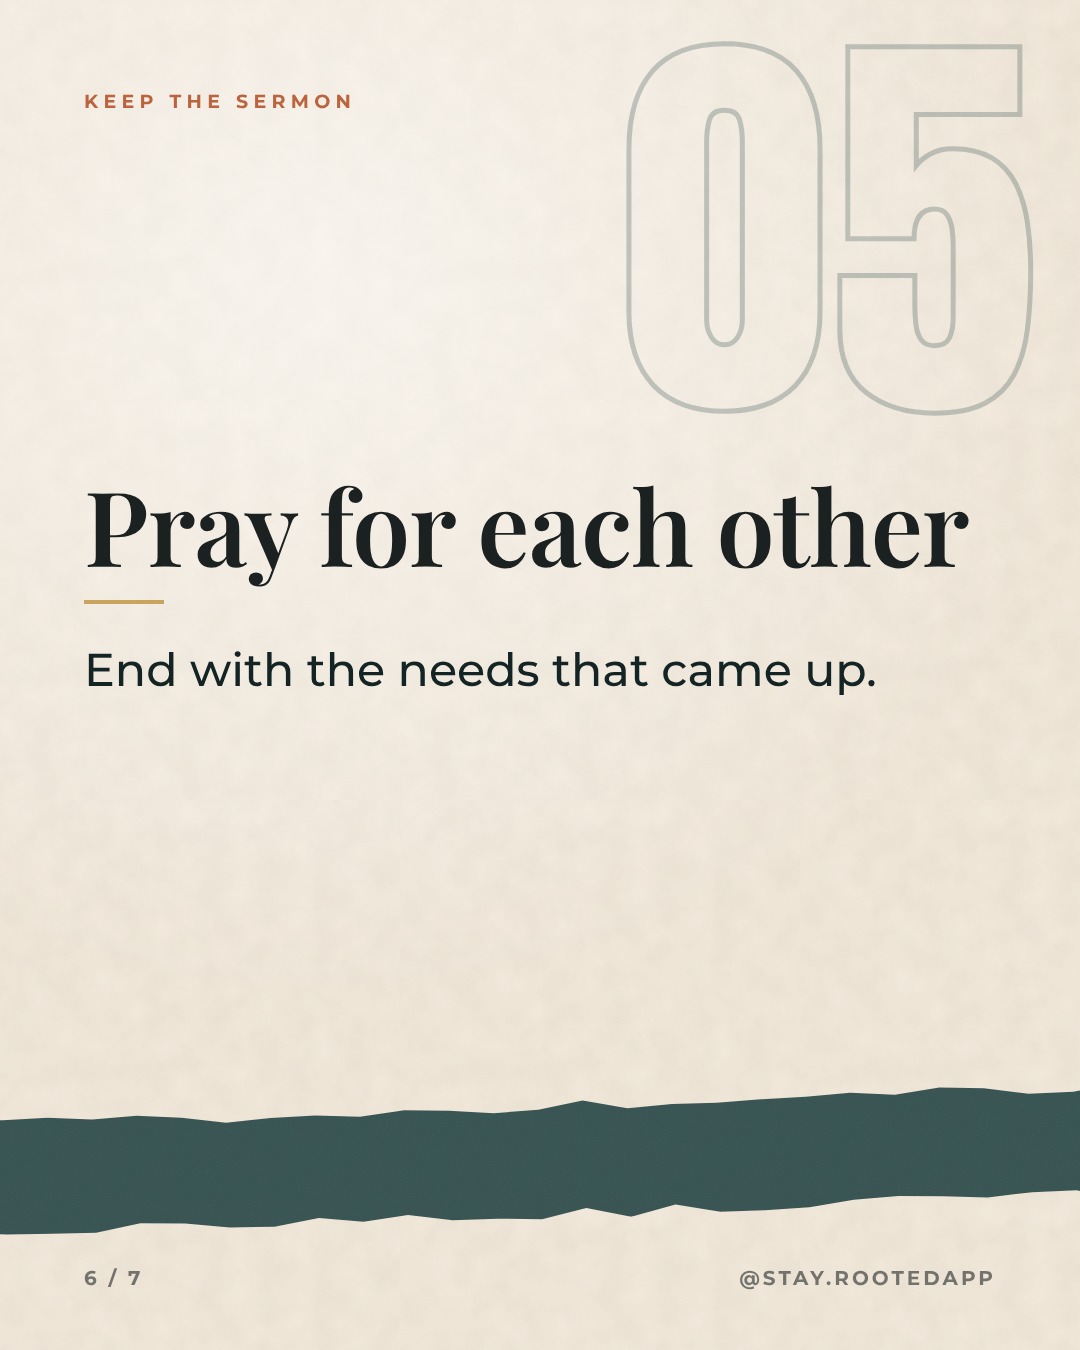 KEEP THE SERMON
05
Pray for each other
End with the needs that came up.
6 / 7
@STAY.ROOTEDAPP